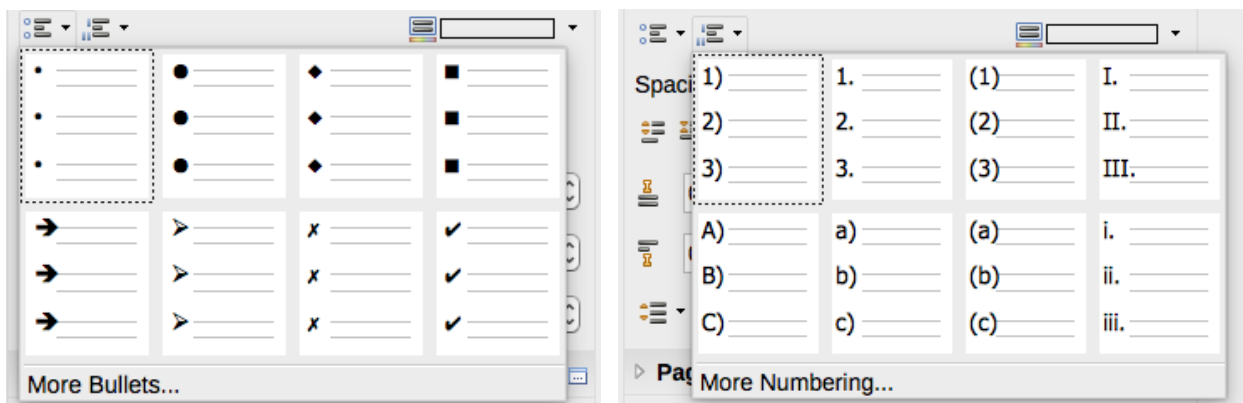 More Bullets...
Spaci
1) 1. (1) I.
2) 2. (2) II.
3) 3. (3) III.
A) a) (a) i.
B) b) (b) ii.
C) c) (c) iii.
Pag
More Numbering...